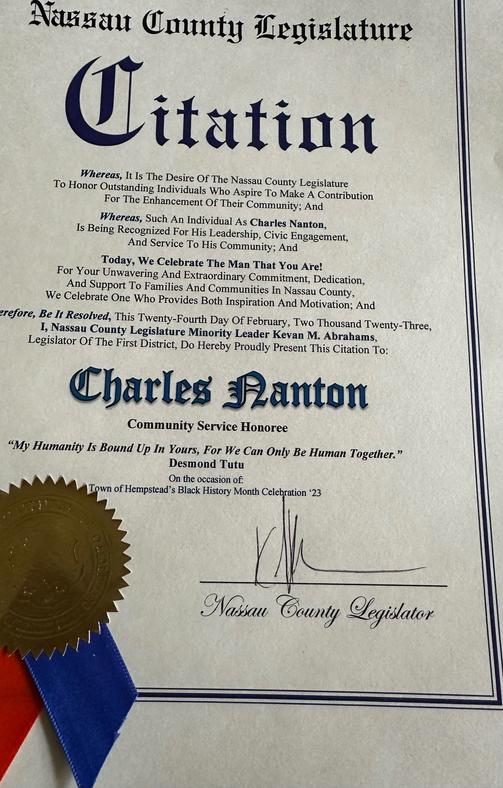 Nassau County Legislature
Citation
Whereas, It Is The Desire Of The Nassau County Legislature
To Honor Outstanding Individuals Who Aspire To Make A Contribution
For The Enhancement Of Their Community; And
Whereas, Such An Individual As Charles Nanton,
Is Being Recognized For His Leadership, Civic Engagement,
And Service To His Community; And
Today, We Celebrate The Man That You Are!
For Your Unwavering And Extraordinary Commitment, Dedication,
And Support To Families And Communities In Nassau County,
We Celebrate One Who Provides Both Inspiration And Motivation; And
erefore, Be It Resolved, This Twenty-Fourth Day Of February, Two Thousand Twenty-Three,
I, Nassau County Legislature Minority Leader Kevan M. Abrahams,
Legislator Of The First District, Do Hereby Proudly Present This Citation To:
Charles Nanton
Community Service Honoree
“My Humanity Is Bound Up In Yours, For We Can Only Be Human Together.”
Desmond Tutu
On the occasion of:
Town of Hempstead's Black History Month Celebration ‘23
Nassau County Legislator